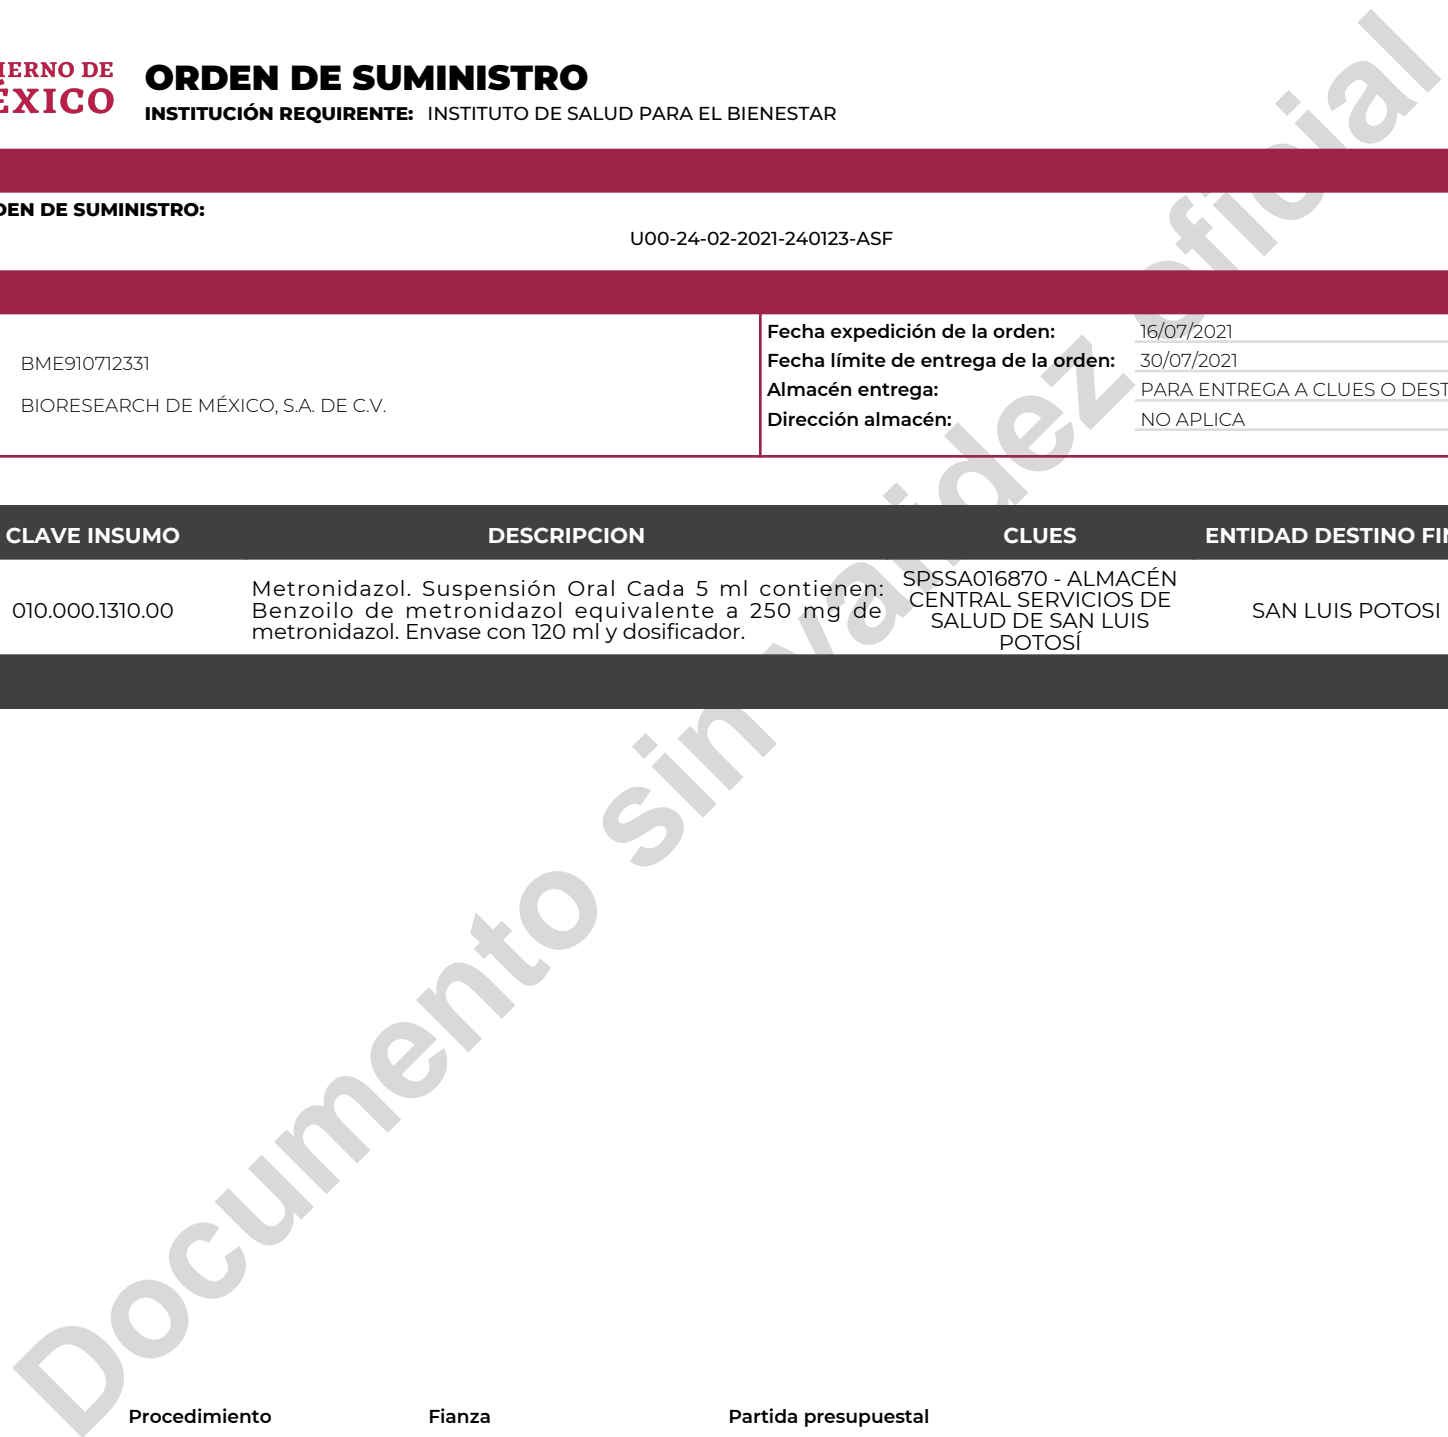 IERNO DE
ÉXICO
ORDEN DE SUMINISTRO
INSTITUCIÓN REQUIRENTE: INSTITUTO DE SALUD PARA EL BIENESTAR
DEN DE SUMINISTRO:
U00-24-02-2021-240123-ASF
BME910712331
BIORESEARCH DE MÉXICO, S.A. DE C.V.
Fecha expedición de la orden: 16/07/2021
Fecha límite de entrega de la orden: 30/07/2021
Almacén entrega: PARA ENTREGA A CLUES O DEST
Dirección almacén: NO APLICA
CLAVE INSUMO DESCRIPCION CLUES ENTIDAD DESTINO FIN
010.000.1310.00
Metronidazol. Suspensión Oral Cada 5 ml contienen:
Benzoilo de metronidazol equivalente a 250 mg de
metronidazol. Envase con 120 ml y dosificador.
SPSSA016870 - ALMACÉN
CENTRAL SERVICIOS DE
SALUD DE SAN LUIS
POTOSÍ
SAN LUIS POTOSI
Documento sin validez oficial
Procedimiento Fianza Partida presupuestal